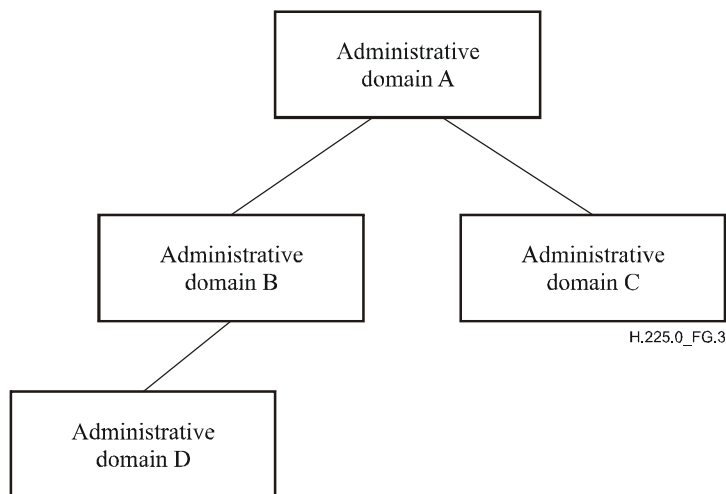 Administrative
domain A
Administrative
domain B
Administrative
domain C
H.225.0_FG.3
Administrative
domain D